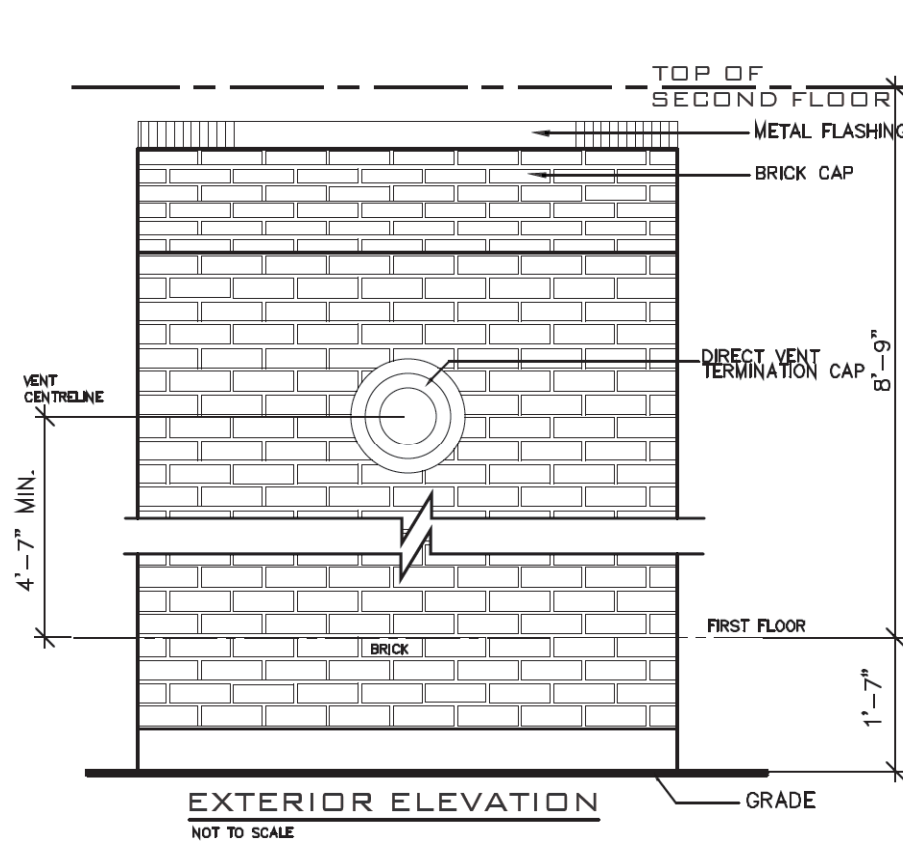 TOP OF
SECOND FLOOR
METAL FLASHING
BRICK CAP
DIRECT VENT
TERMINATION CAP
8'-9"
VENT
CENTRELINE
4'-7" MIN.
FIRST FLOOR
BRICK
1'-7"
GRADE
EXTERIOR ELEVATION
NOT TO SCALE